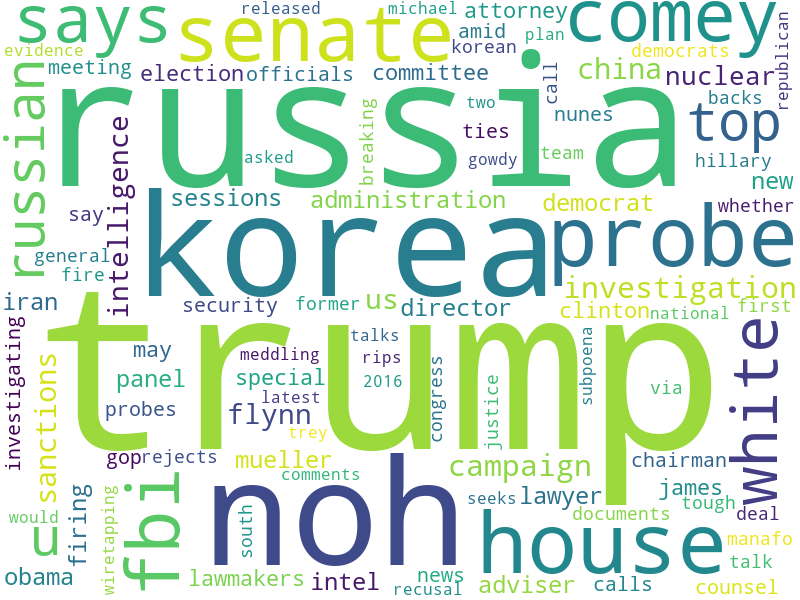 released
michael
attorney
comey
says
senate
amid
plan
korean
evidence
democrats
republican
meeting
election
officials
committee
call
china
nuclear
russian
russia
backs
two
nunes
top
intelligence
breaking
ties
asked
gowdy
team
hillary
new
sessions
administration
democrat
whether
say
korea
probe
general
fire
investigation
iran
security
former
us
director
clinton
national
first
trump
investigating
may
talks
meddling
rips
subpoena
white
sanctions
panel
special
2016
congress
justice
via
probes
latest
flynn
trey
gop
rejects
mueller
comments
campaign
chairman
fbi
noh
firing
wiretapping
seeks
lawyer
james
tough
would
u
south
house
documents
deal
manafo
talk
obama
lawmakers
intel
news
recusal
adviser
calls
counsel